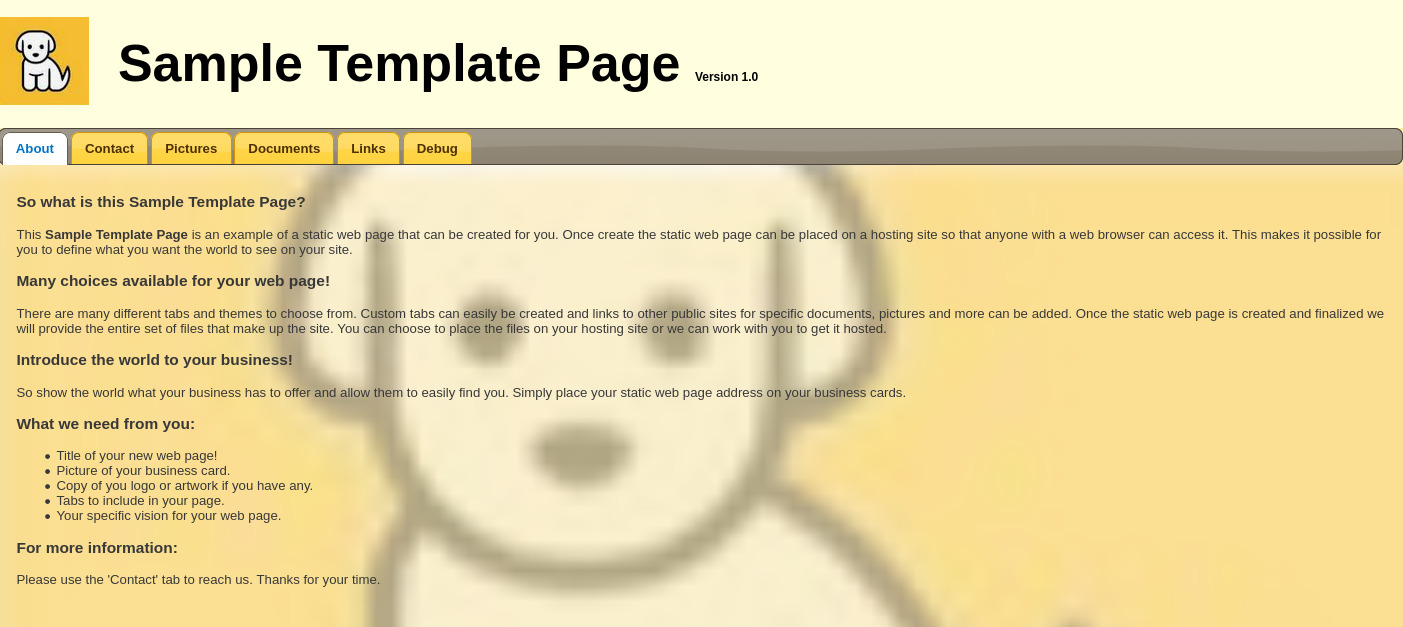 Sample Template Page Version 1.0
About Contact Pictures Documents Links Debug
So what is this Sample Template Page?
This Sample Template Page is an example of a static web page that can be created for you. Once create the static web page can be placed on a hosting site so that anyone with a web browser can access it. This makes it possible for
you to define what you want the world to see on your site.
Many choices available for your web page!
There are many different tabs and themes to choose from. Custom tabs can easily be created and links to other public sites for specific documents, pictures and more can be added. Once the static web page is created and finalized we
will provide the entire set of files that make up the site. You can choose to place the files on your hosting site or we can work with you to get it hosted.
Introduce the world to your business!
So show the world what your business has to offer and allow them to easily find you. Simply place your static web page address on your business cards.
What we need from you:
• Title of your new web page!
• Picture of your business card.
• Copy of you logo or artwork if you have any.
• Tabs to include in your page.
• Your specific vision for your web page.
For more information:
Please use the 'Contact' tab to reach us. Thanks for your time.